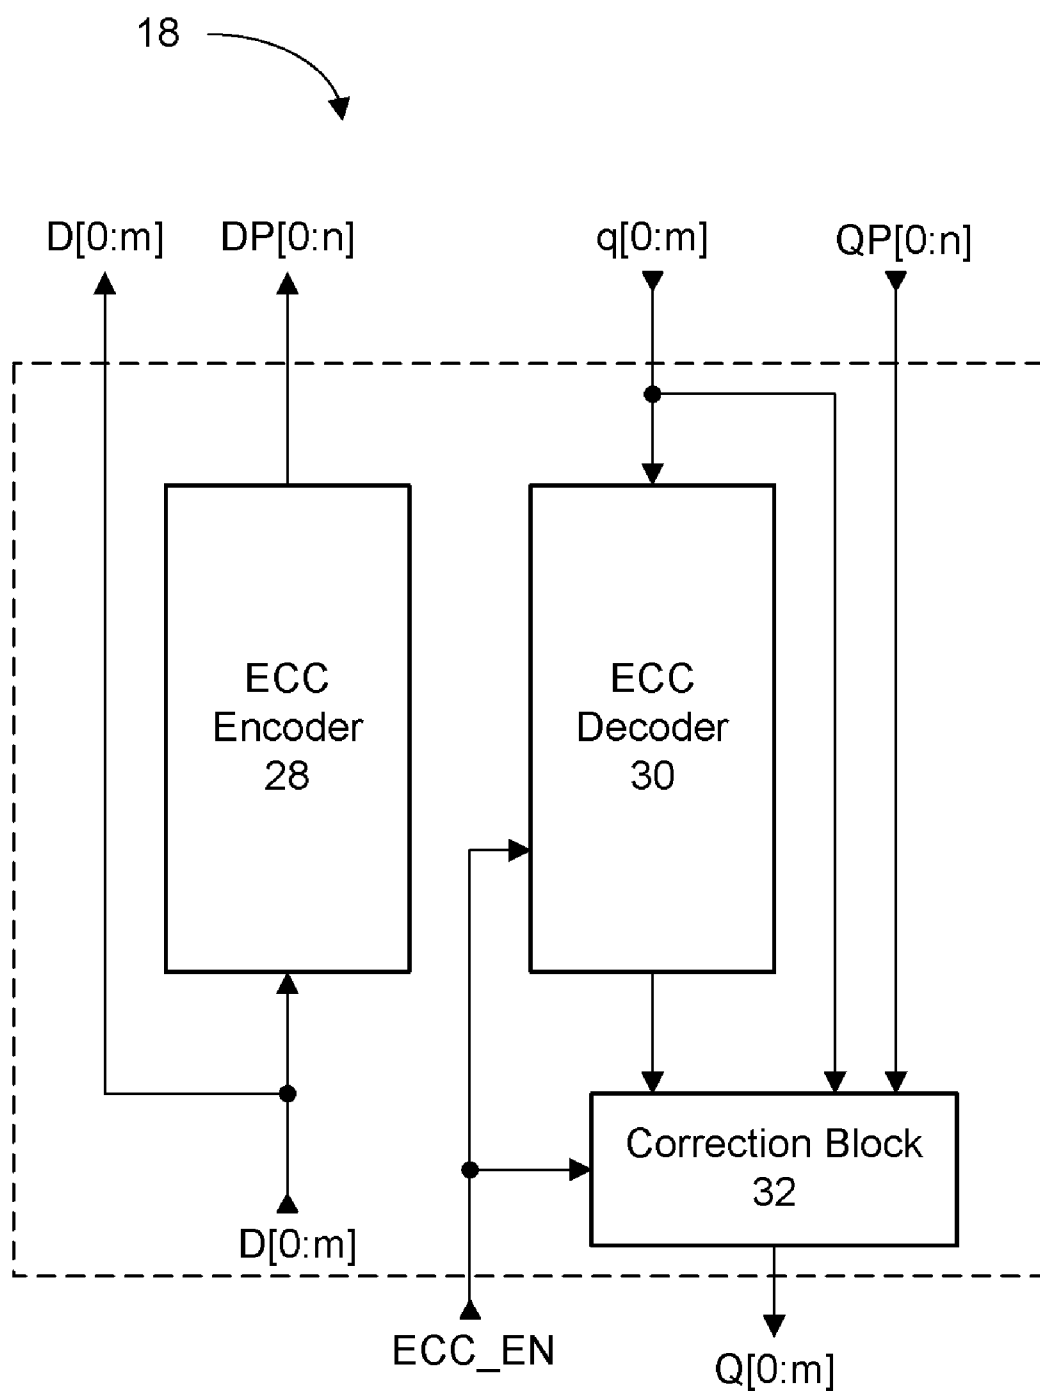 18
D[0:m]
DP[0:n]
q[0:m]
QP[0:n]
ECC
Encoder
28
ECC
Decoder
30
Correction Block
32
D[0:m]
ECC_EN
Q[0:m]